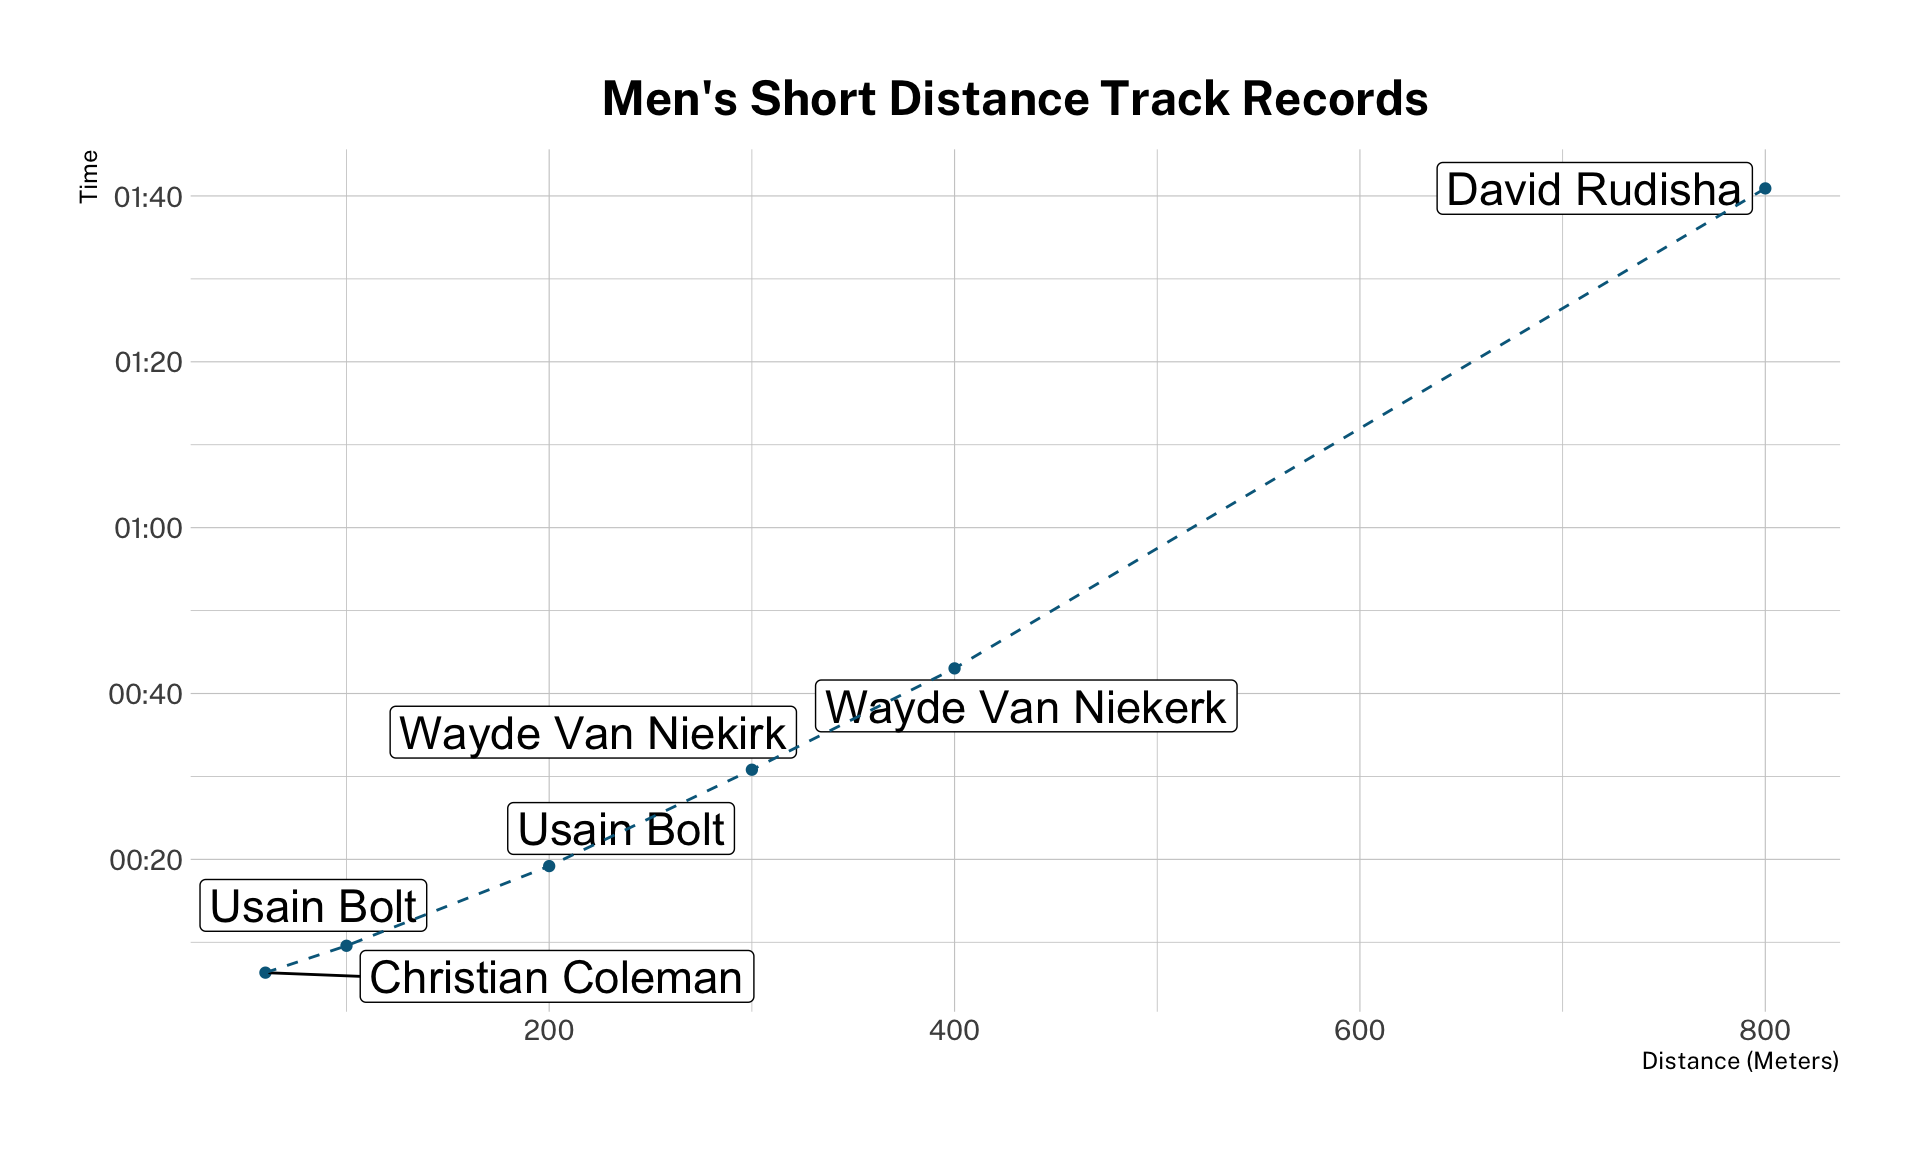 Men's Short Distance Track Records
Time
01:40
01:20
01:00
00:40
00:20
David Rudisha
Wayde Van Niekerk
Wayde Van Niekirk
Usain Bolt
Usain Bolt
Christian Coleman
200
400
600
800
Distance (Meters)